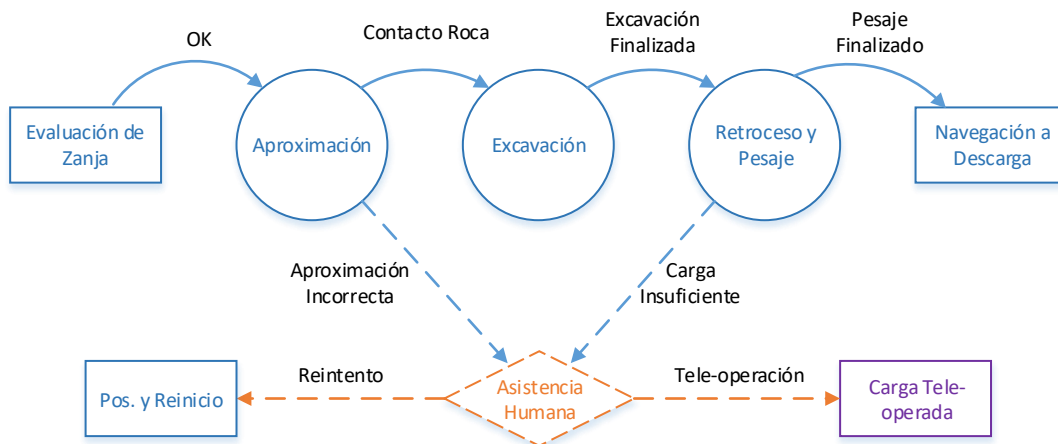 OK
Contacto Roca
Excavación
Finalizada
Pesaje
Finalizado
Evaluación de
Zanja
Aproximación
Excavación
Retroceso y
Pesaje
Navegación a
Descarga
Aproximación
Incorrecta
Carga
Insuficiente
Pos. y Reinicio
Reintento
Asistencia
Humana
Tele-operación
Carga Tele-
operada